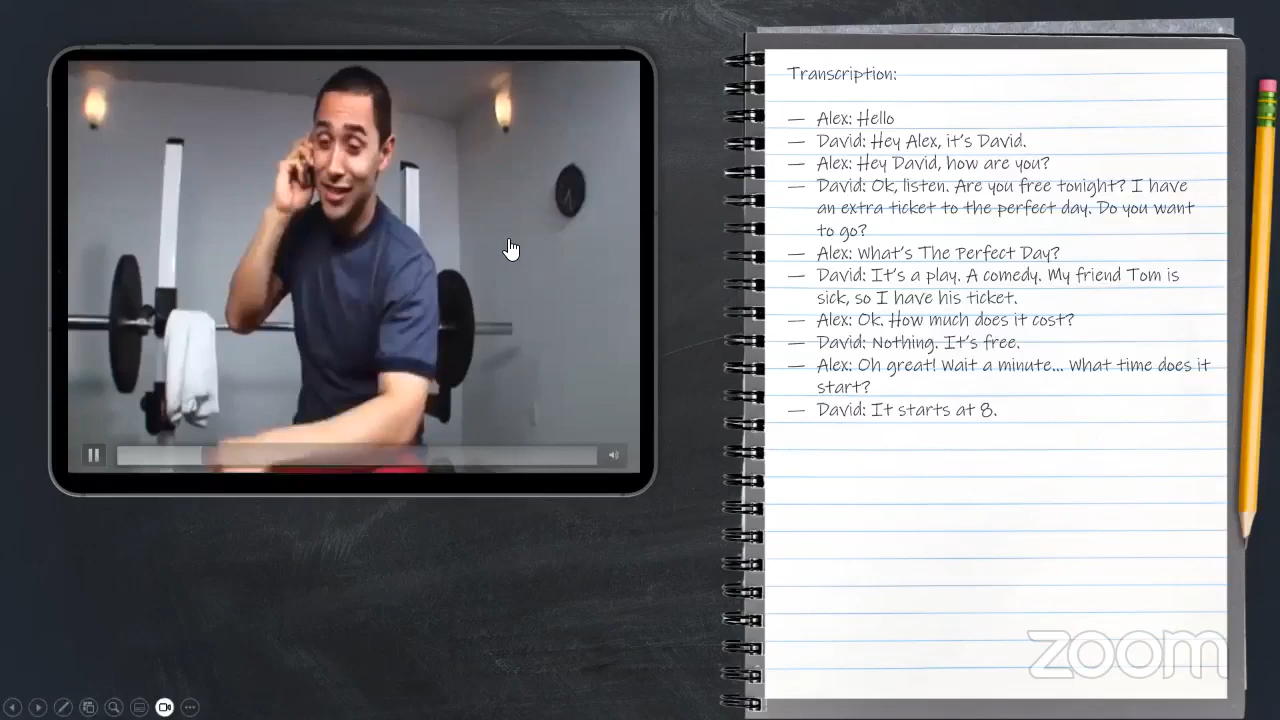 Transcription:
— Alex: Hello
— David: Hey Alex, it's David.
— Alex: Hey David, how are you?
— David: Ok, listen. Are you free tonight? I have
an extra ticket to the perfect day. Do you want
to go?
— Alex: What's The Perfect Day?
— David: It's a play. A comedy. My friend Tom is
sick, so I have his ticket.
— Alex: Ok. How much does it cost?
— David: Nothing. It's free.
— Alex: Oh great! Wait a minute... What time does it
start?
— David: It starts at 8.
zoom